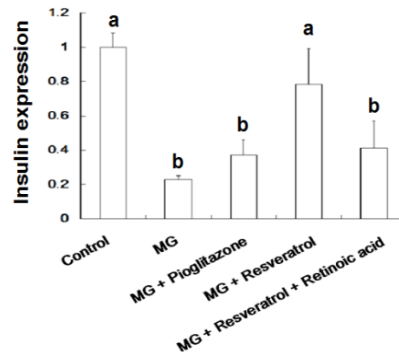 Insulin expression
1.2
1
0.8
0.6
0.4
0.2
0
a
b
b
a
b
Control
MG
MG + Pioglitazone
MG + Resveratrol
MG + Resveratrol + Retinoic acid